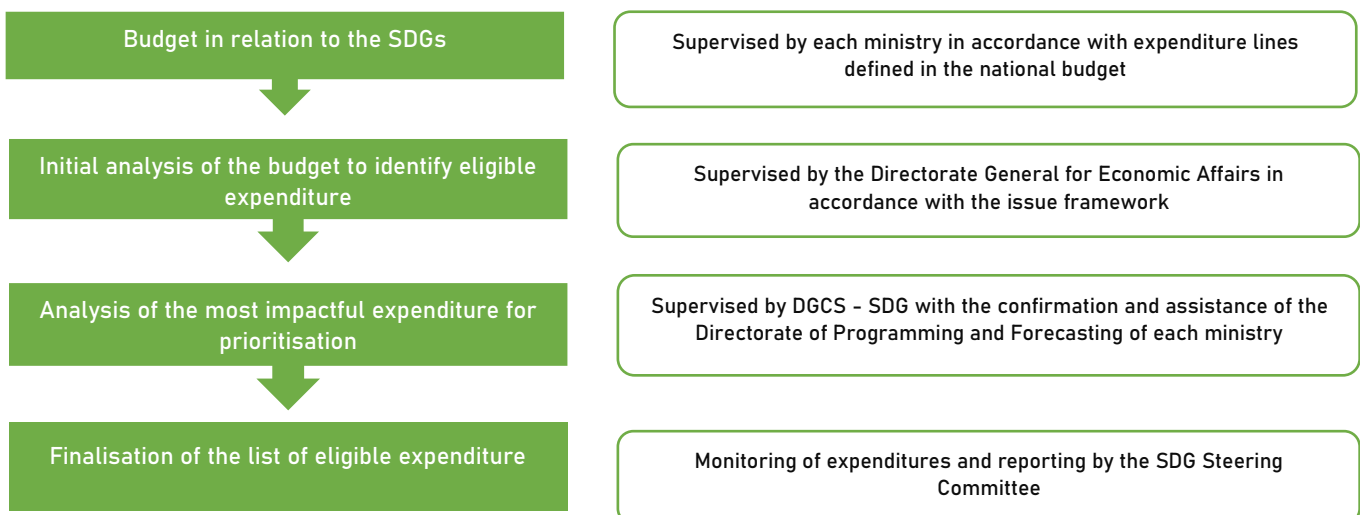 Budget in relation to the SDGs
Supervised by each ministry in accordance with expenditure lines
defined in the national budget
Initial analysis of the budget to identify eligible
expenditure
Supervised by the Directorate General for Economic Affairs in
accordance with the issue framework
Analysis of the most impactful expenditure for
prioritisation
Supervised by DGCS - SDG with the confirmation and assistance of the
Directorate of Programming and Forecasting of each ministry
Finalisation of the list of eligible expenditure
Monitoring of expenditures and reporting by the SDG Steering
Committee